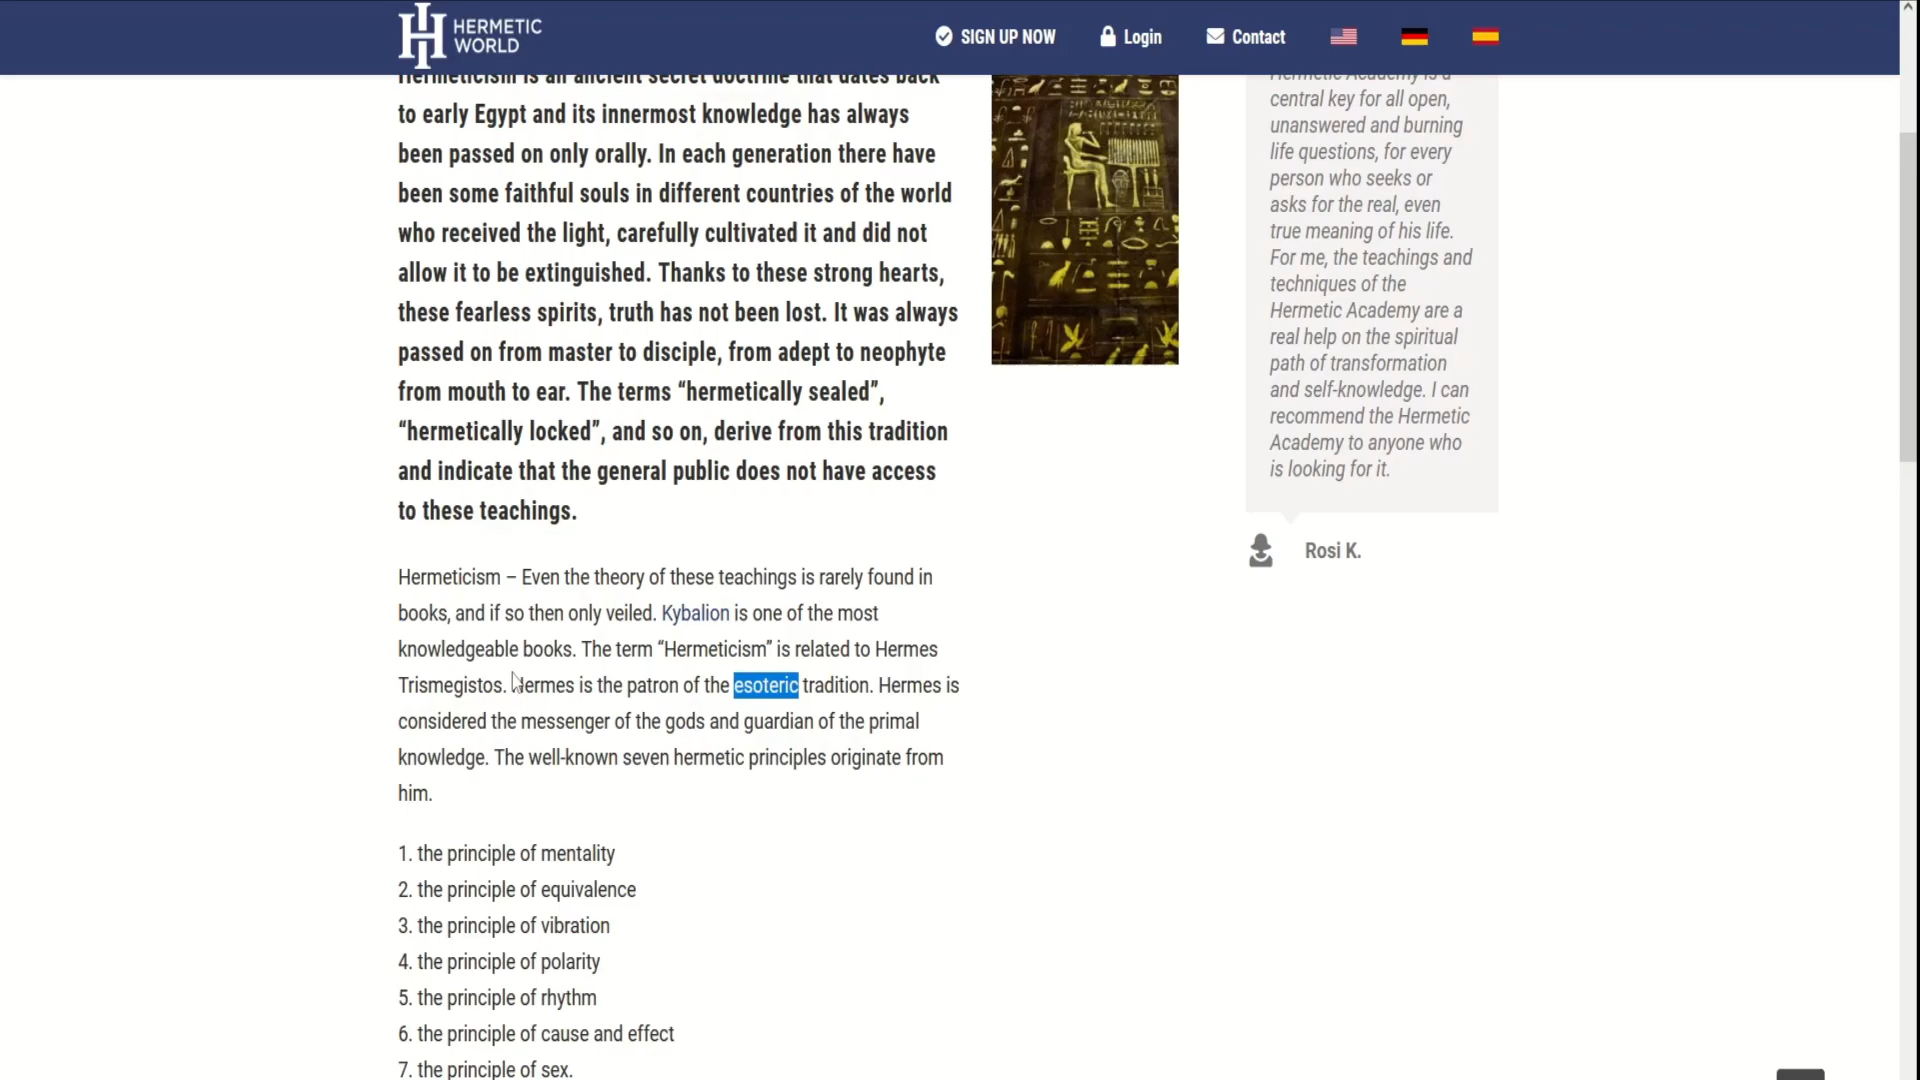 HERMETIC
WORLD
SIGN UP NOW
Login
Contact
Hermeticism is an ancient secret doctrine that dates back
to early Egypt and its innermost knowledge has always
been passed on only orally. In each generation there have
been some faithful souls in different countries of the world
who received the light, carefully cultivated it and did not
allow it to be extinguished. Thanks to these strong hearts,
these fearless spirits, truth has not been lost. It was always
passed on from master to disciple, from adept to neophyte
from mouth to ear. The terms “hermetically sealed”,
“hermetically locked”, and so on, derive from this tradition
and indicate that the general public does not have access
to these teachings.
Hermeticism – Even the theory of these teachings is rarely found in
books, and if so then only veiled. Kybalion is one of the most
knowledgeable books. The term “Hermeticism” is related to Hermes
Trismegistos. Hermes is the patron of the esoteric tradition. Hermes is
considered the messenger of the gods and guardian of the primal
knowledge. The well-known seven hermetic principles originate from
him.
1. the principle of mentality
2. the principle of equivalence
3. the principle of vibration
4. the principle of polarity
5. the principle of rhythm
6. the principle of cause and effect
7. the principle of sex.
Hermetic Academy is a
central key for all open,
unanswered and burning
life questions, for every
person who seeks or
asks for the real, even
true meaning of his life.
For me, the teachings and
techniques of the
Hermetic Academy are a
real help on the spiritual
path of transformation
and self-knowledge. I can
recommend the Hermetic
Academy to anyone who
is looking for it.
Rosi K.